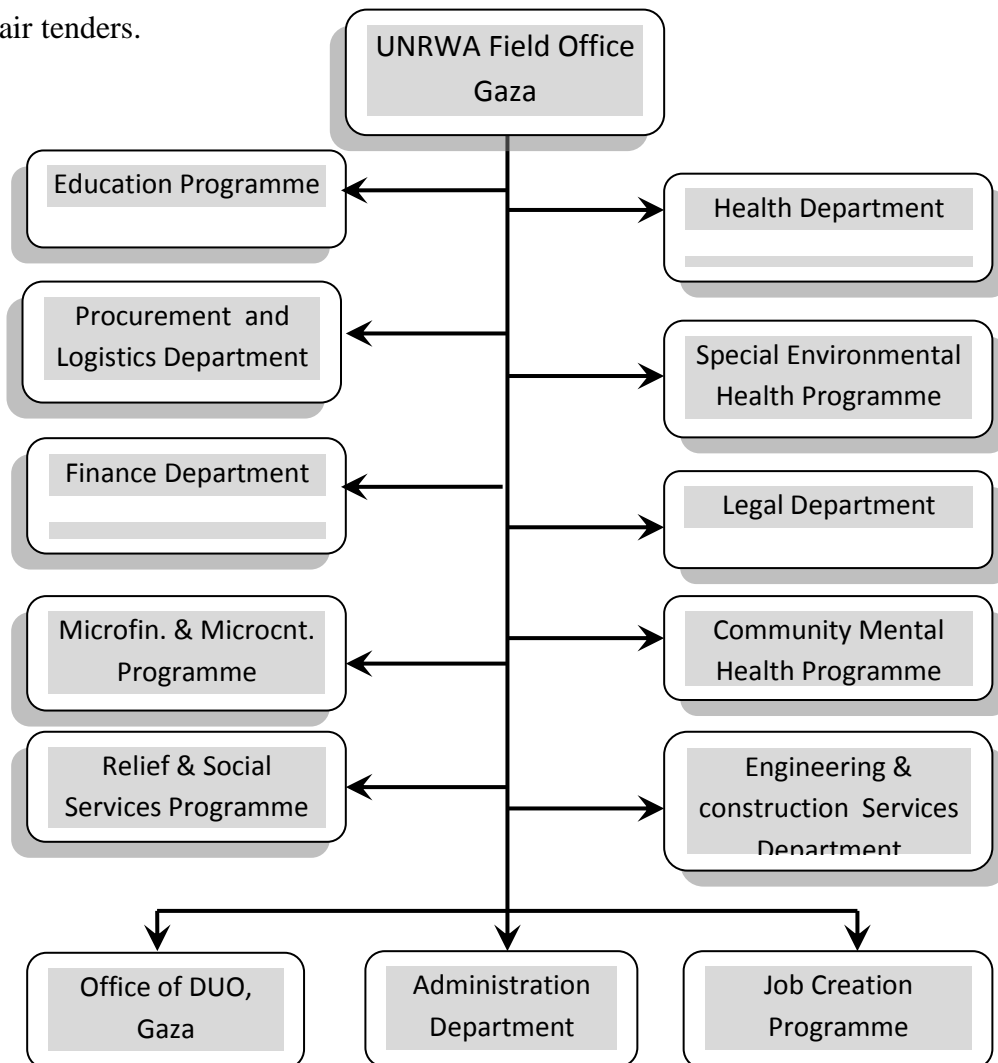 air tenders.
UNRWA Field Office
Gaza
Education Programme
Health Department
Procurement and
Logistics Department
Special Environmental
Health Programme
Finance Department
Legal Department
Microfin. & Microcnt.
Programme
Community Mental
Health Programme
Relief & Social
Services Programme
Engineering &
construction Services
Department
Office of DUO,
Gaza
Administration
Department
Job Creation
Programme